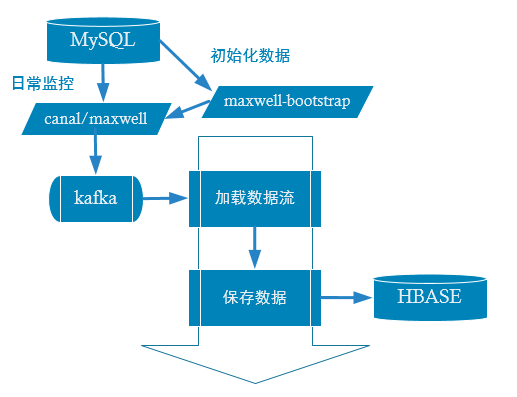 MySQL
初始化数据
日常监控
maxwell-bootstrap
canal/maxwell
kafka
加载数据流
保存数据
HBASE